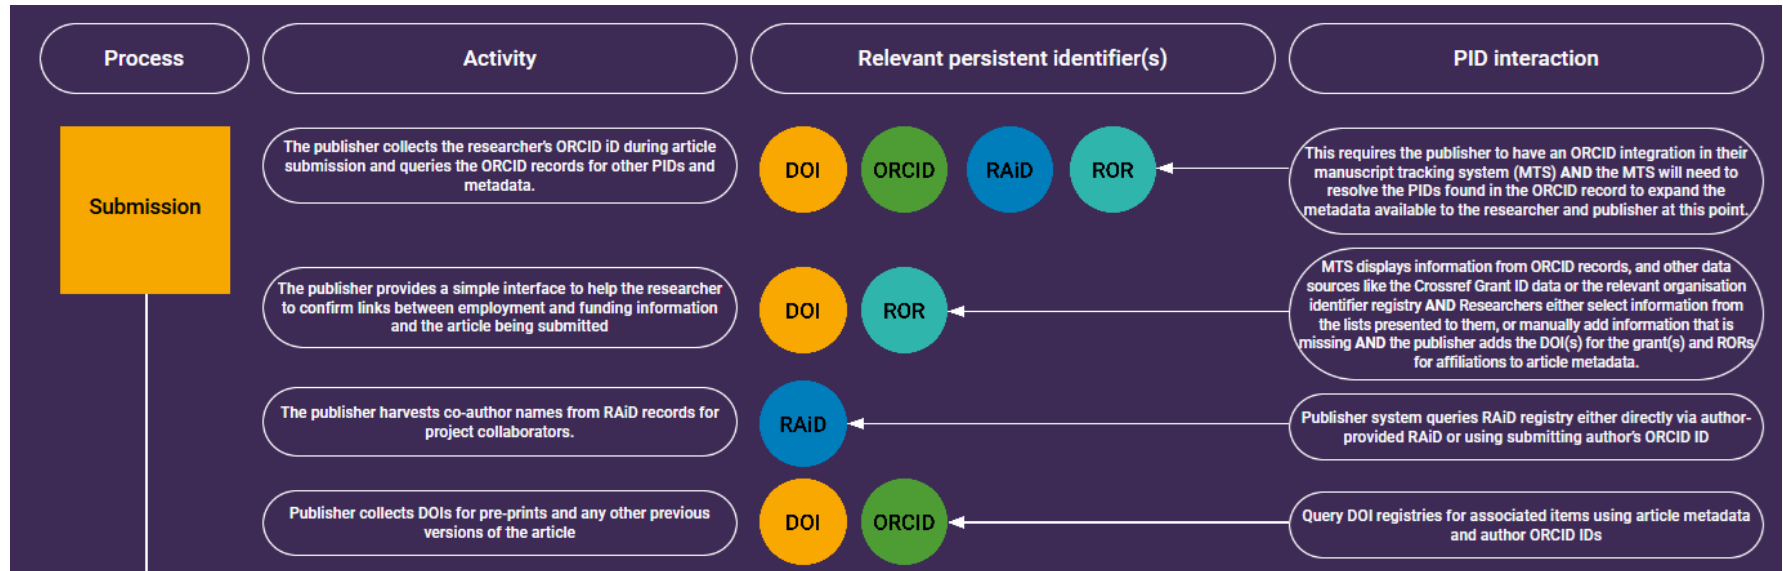 Process
Activity
Relevant persistent identifier(s)
PID interaction
Submission
The publisher collects the researcher's ORCID iD during article
submission and queries the ORCID records for other PIDs and
metadata.
DOI
ORCID
RAiD
ROR
This requires the publisher to have an ORCID integration in their
manuscript tracking system (MTS) AND the MTS will need to
resolve the PIDs found in the ORCID record to expand the
metadata available to the researcher and publisher at this point.
The publisher provides a simple interface to help the researcher
to confirm links between employment and funding information
and the article being submitted
DOI
ROR
MTS displays information from ORCID records, and other data
sources like the Crossref Grant ID data or the relevant organisation
identifier registry AND Researchers either select information from
the lists presented to them, or manually add information that is
missing AND the publisher adds the DOI(s) for the grant(s) and RORs
for affiliations to article metadata.
The publisher harvests co-author names from RAiD records for
project collaborators.
RAiD
Publisher system queries RAiD registry either directly via author-
provided RAiD or using submitting author's ORCID ID
Publisher collects DOIs for pre-prints and any other previous
versions of the article
DOI
ORCID
Query DOI registries for associated items using article metadata
and author ORCID IDs